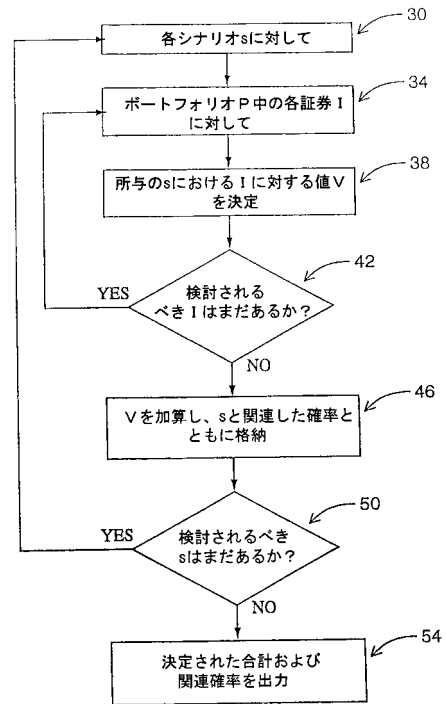 各シナリオsに対して
30
ポートフォリオP中の各証券I
に対して
34
所与のsにおけるIに対する値V
を決定
38
検討される
べきIはまだあるか?
42
YES
NO
Vを加算し、sと関連した確率と
ともに格納
46
検討されるべき
sはまだあるか?
50
YES
NO
決定された合計および
関連確率を出力
54